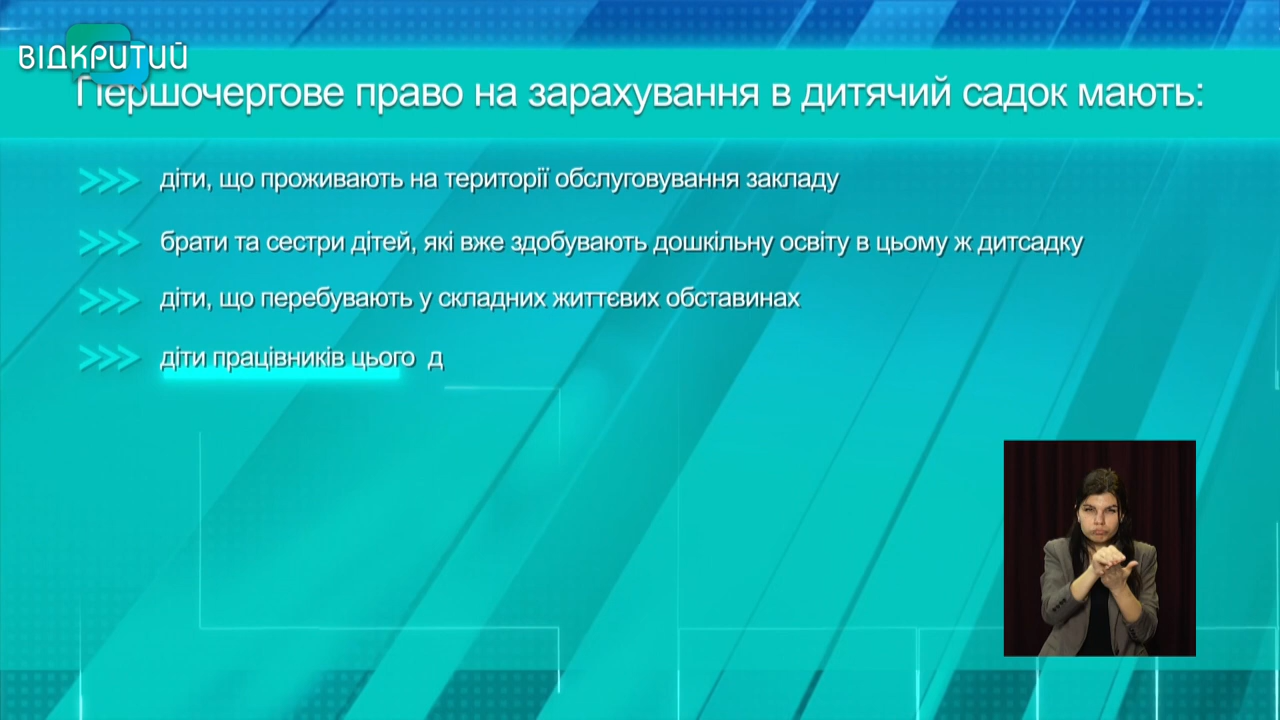 ВІДКРИТИЙ
Першочергове право на зарахування в дитячий садок мають:
діти, що проживають на території обслуговування закладу
брати та сестри дітей, які вже здобувають дошкільну освіту в цьому ж дитсадку
діти, що перебувають у складних життєвих обставинах
діти працівників цього д